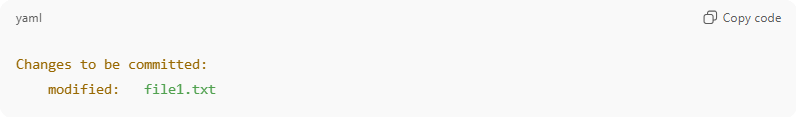 yaml
Copy code
Changes to be committed:
    modified:   file1.txt